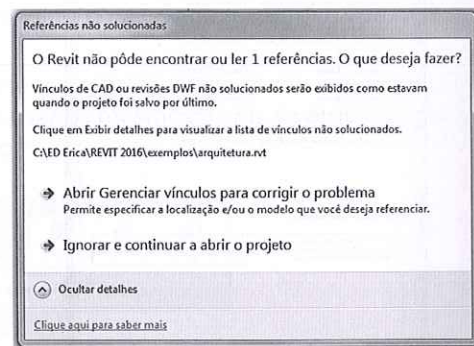 Referências não solucionadas
O Revit não pôde encontrar ou ler 1 referências. O que deseja fazer?
Vínculos de CAD ou revisões DWF não solucionados serão exibidos como estavam
quando o projeto foi salvo por último.
Clique em Exibir detalhes para visualizar a lista de vínculos não solucionados.
C:\ED Erica\REVIT 2016\exemplos\arquitetura.rvt
Abrir Gerenciar vínculos para corrigir o problema
Permite especificar a localização e/ou o modelo que você deseja referenciar.
Ignorar e continuar a abrir o projeto
Ocultar detalhes
Clique aqui para saber mais